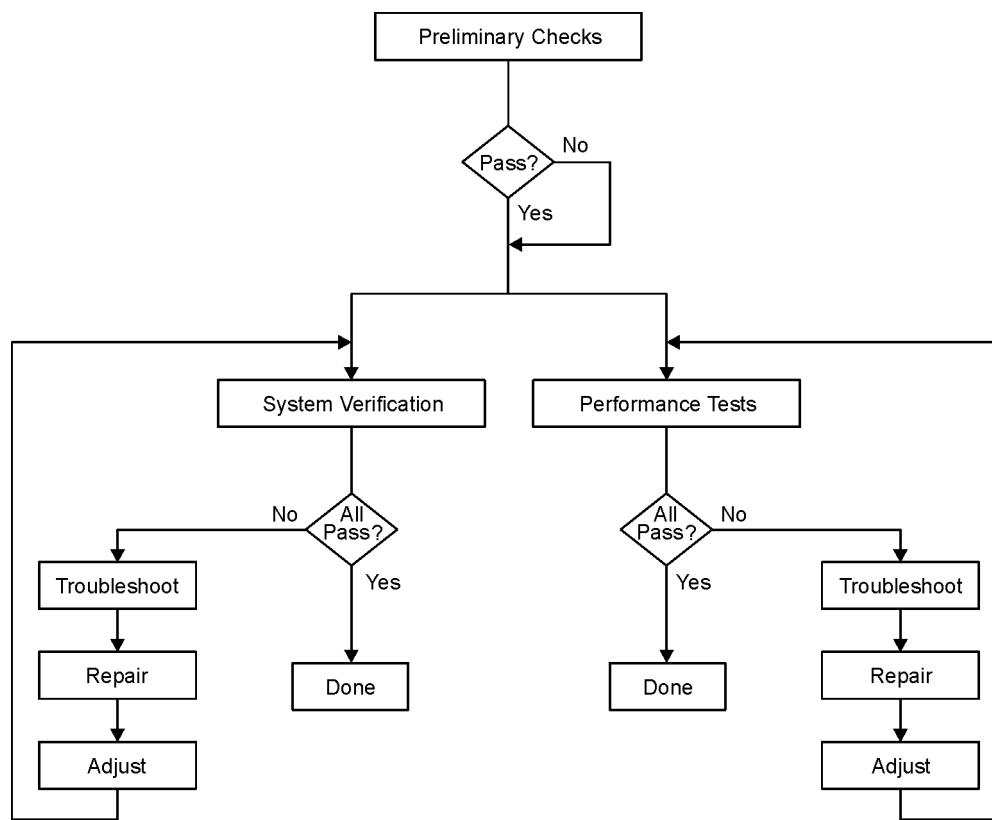 Preliminary Checks
Pass?
No
Yes
System Verification
Performance Tests
No
All
Pass?
Yes
All
Pass?
No
Yes
Troubleshoot
Troubleshoot
Repair
Done
Done
Repair
Adjust
Adjust